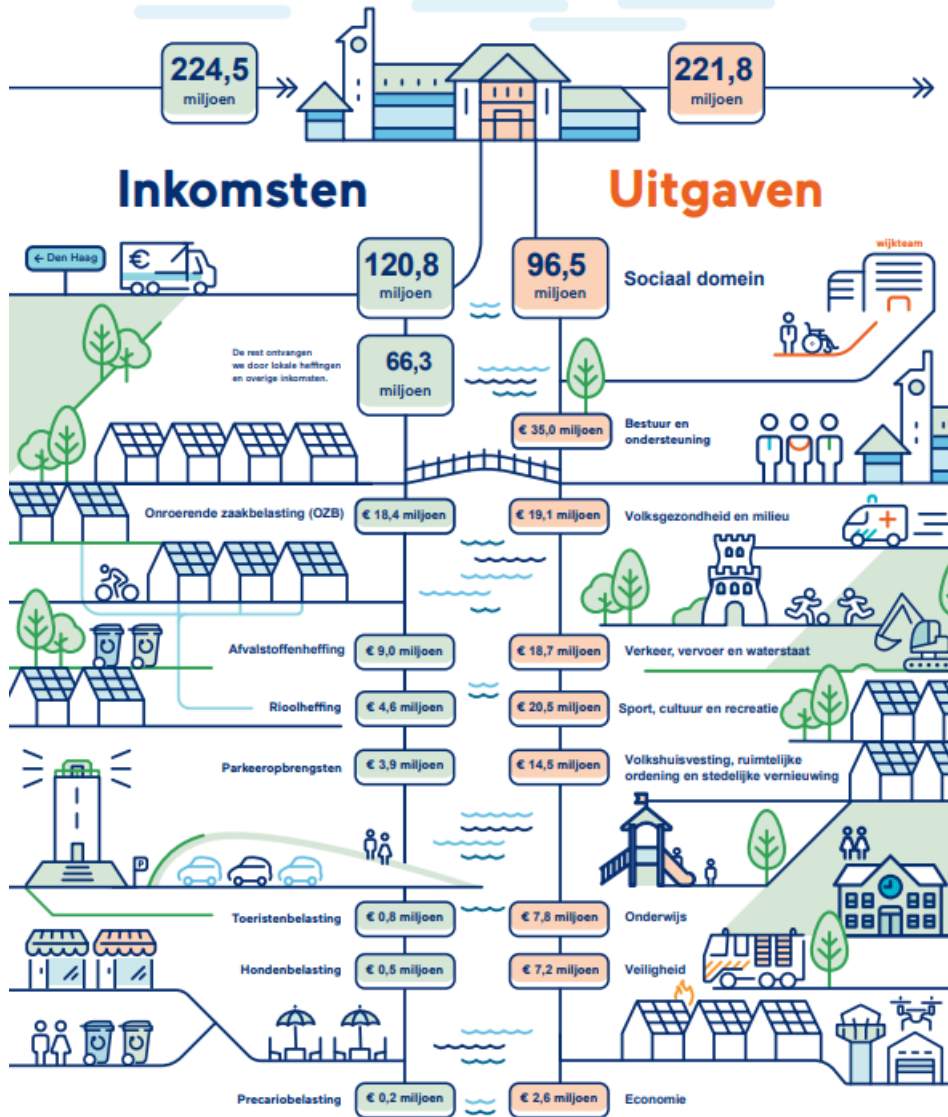 224,5
miljoen
221,8
miljoen
Inkomsten
Uitgaven
← Den Haag
€
120,8
miljoen
96,5
miljoen
Sociaal domein
wijkteam
De rest ontvangen
we door lokale heffingen
en overige inkomsten.
66,3
miljoen
€ 35,0 miljoen
Bestuur en
ondersteuning
Onroerende zaakbelasting (OZB)
€ 18,4 miljoen
€ 19,1 miljoen
Volksgezondheid en milieu
Afvalstoffenheffing
€ 9,0 miljoen
€ 18,7 miljoen
Verkeer, vervoer en waterstaat
Rioolheffing
€ 4,6 miljoen
€ 20,5 miljoen
Sport, cultuur en recreatie
Parkeeropbrengsten
€ 3,9 miljoen
€ 14,5 miljoen
Volkshuisvesting, ruimtelijke
ordening en stedelijke vernieuwing
P
Toeristenbelasting
€ 0,8 miljoen
€ 7,8 miljoen
Onderwijs
Hondenbelasting
€ 0,5 miljoen
€ 7,2 miljoen
Veiligheid
Precariobelasting
€ 0,2 miljoen
€ 2,6 miljoen
Economie